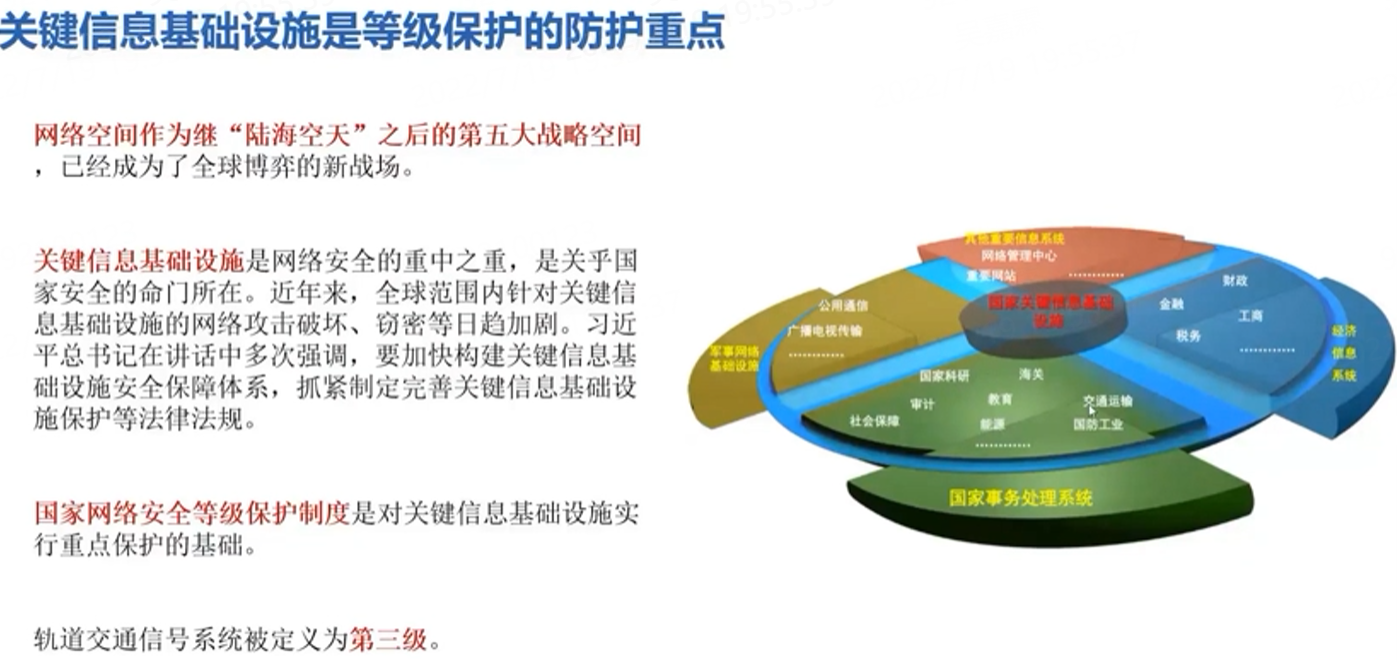 关键信息基础设施是等级保护的防护重点
网络空间作为继“陆海空天”之后的第五大战略空间
，已经成为了全球博弈的新战场。
关键信息基础设施是网络安全的重中之重，是关乎国
家安全的命门所在。近年来，全球范围内针对关键信
息基础设施的网络攻击破坏、窃密等日趋加剧。习近
平总书记在讲话中多次强调，要加快构建关键信息基
础设施安全保障体系，抓紧制定完善关键信息基础设
施保护等法律法规。
国家网络安全等级保护制度是对关键信息基础设施实
行重点保护的基础。
轨道交通信号系统被定义为第三级。
其他重要信息系统
网络管理中心
重要网站
············
国家关键信息基础
设施
公用通信
广播电视传输
············
军事网络
基础设施
财政
金融
工商
税务
············
经济
信息
系统
国家科研
海关
审计
教育
交通运输
社会保障
能源
国防工业
············
国家事务处理系统